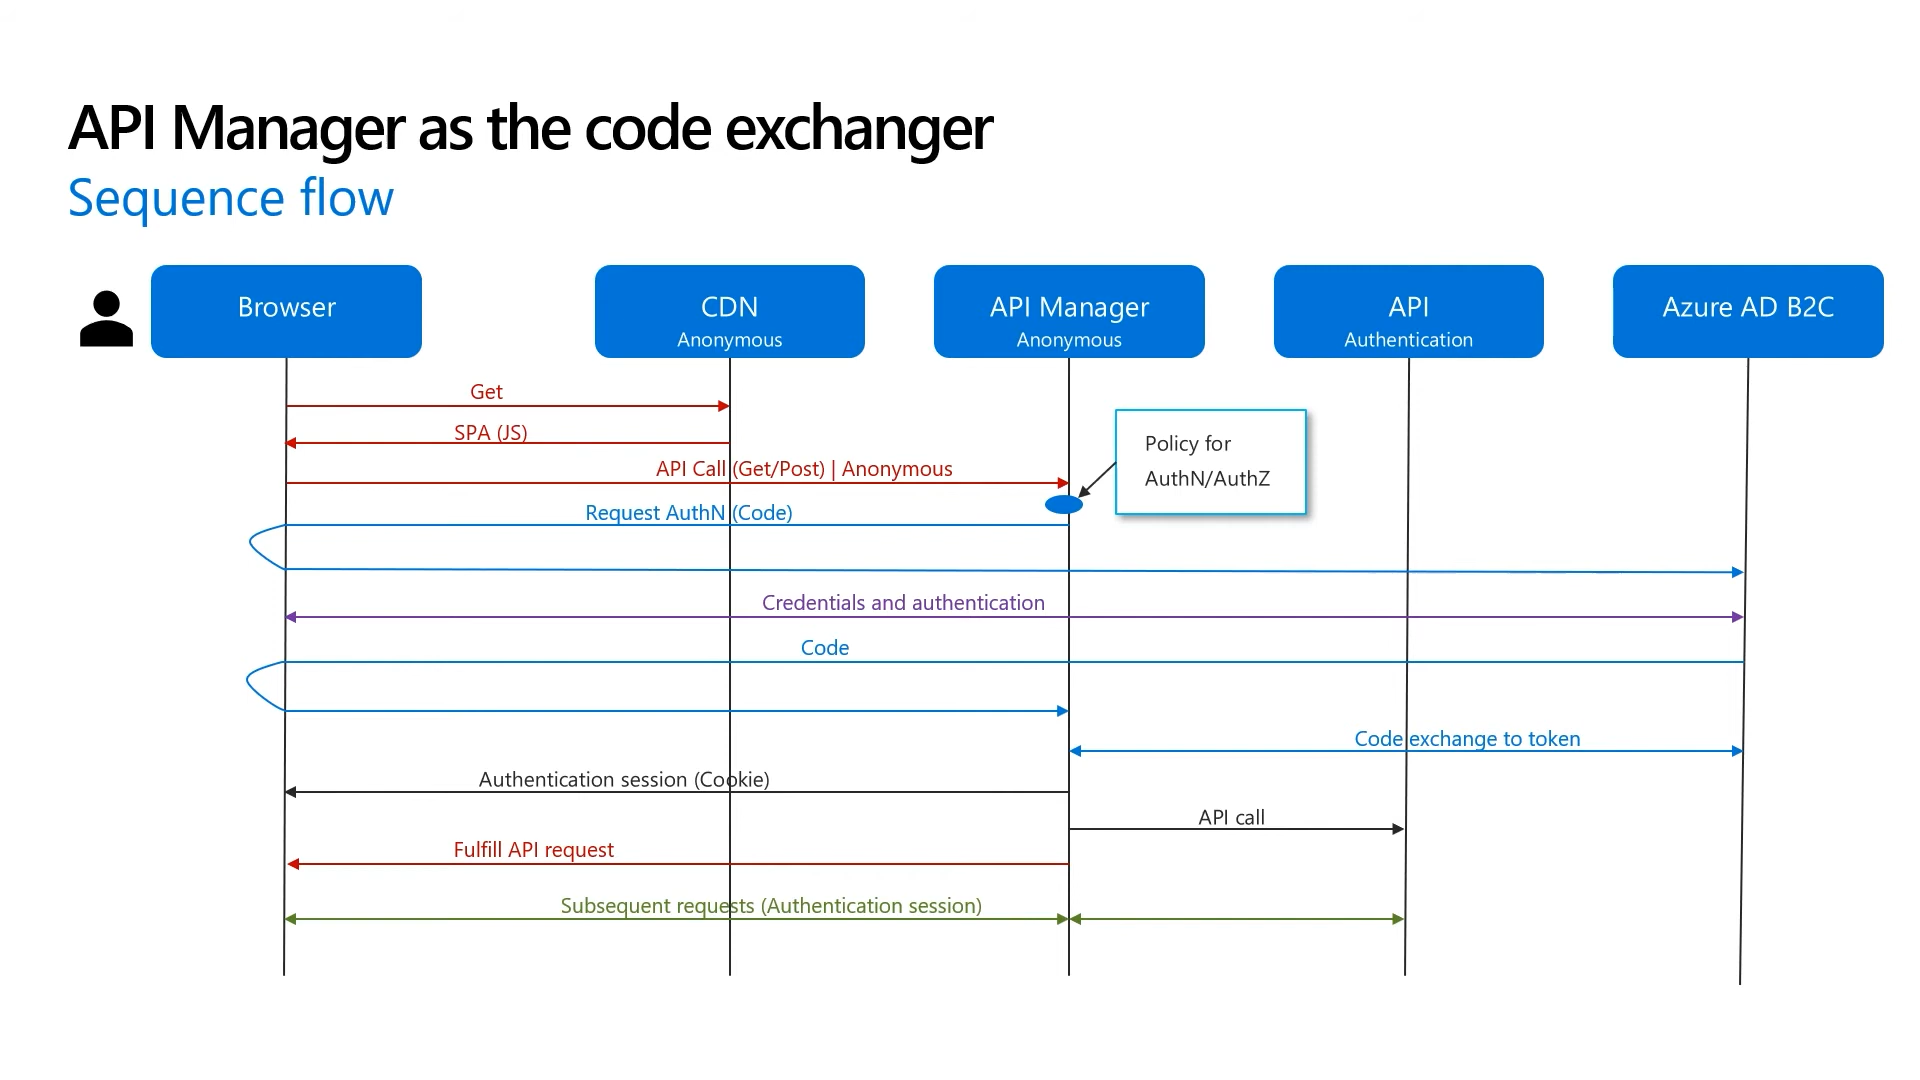 API Manager as the code exchanger
Sequence flow
Browser
CDN
Anonymous
API Manager
Anonymous
API
Authentication
Azure AD B2C
Get
SPA (JS)
API Call (Get/Post) | Anonymous
Policy for
AuthN/AuthZ
Request AuthN (Code)
Credentials and authentication
Code
Code exchange to token
Authentication session (Cookie)
API call
Fulfill API request
Subsequent requests (Authentication session)